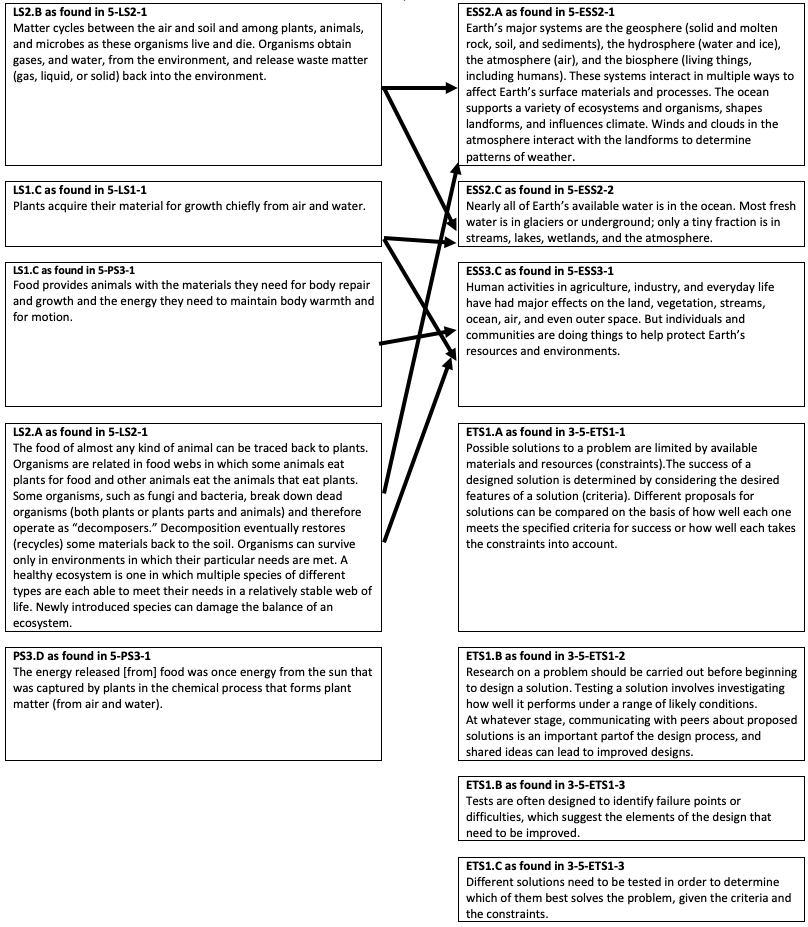 LS2.B as found in 5-LS2-1
Matter cycles between the air and soil and among plants, animals,
and microbes as these organisms live and die. Organisms obtain
gases, and water, from the environment, and release waste matter
(gas, liquid, or solid) back into the environment.
LS1.C as found in 5-LS1-1
Plants acquire their material for growth chiefly from air and water.
LS1.C as found in 5-PS3-1
Food provides animals with the materials they need for body repair
and growth and the energy they need to maintain body warmth and
for motion.
LS2.A as found in 5-LS2-1
The food of almost any kind of animal can be traced back to plants.
Organisms are related in food webs in which some animals eat
plants for food and other animals eat the animals that eat plants.
Some organisms, such as fungi and bacteria, break down dead
organisms (both plants or plants parts and animals) and therefore
operate as “decomposers.” Decomposition eventually restores
(recycles) some materials back to the soil. Organisms can survive
only in environments in which their particular needs are met. A
healthy ecosystem is one in which multiple species of different
types are each able to meet their needs in a relatively stable web of
life. Newly introduced species can damage the balance of an
ecosystem.
PS3.D as found in 5-PS3-1
The energy released [from] food was once energy from the sun that
was captured by plants in the chemical process that forms plant
matter (from air and water).
ESS2.A as found in 5-ESS2-1
Earth’s major systems are the geosphere (solid and molten
rock, soil, and sediments), the hydrosphere (water and ice),
the atmosphere (air), and the biosphere (living things,
including humans). These systems interact in multiple ways to
affect Earth’s surface materials and processes. The ocean
supports a variety of ecosystems and organisms, shapes
landforms, and influences climate. Winds and clouds in the
atmosphere interact with the landforms to determine
patterns of weather.
ESS2.C as found in 5-ESS2-2
Nearly all of Earth’s available water is in the ocean. Most fresh
water is in glaciers or underground; only a tiny fraction is in
streams, lakes, wetlands, and the atmosphere.
ESS3.C as found in 5-ESS3-1
Human activities in agriculture, industry, and everyday life
have had major effects on the land, vegetation, streams,
ocean, air, and even outer space. But individuals and
communities are doing things to help protect Earth’s
resources and environments.
ETS1.A as found in 3-5-ETS1-1
Possible solutions to a problem are limited by available
materials and resources (constraints).The success of a
designed solution is determined by considering the desired
features of a solution (criteria). Different proposals for
solutions can be compared on the basis of how well each one
meets the specified criteria for success or how well each takes
the constraints into account.
ETS1.B as found in 3-5-ETS1-2
Research on a problem should be carried out before beginning
to design a solution. Testing a solution involves investigating
how well it performs under a range of likely conditions.
At whatever stage, communicating with peers about proposed
solutions is an important partof the design process, and
shared ideas can lead to improved designs.
ETS1.B as found in 3-5-ETS1-3
Tests are often designed to identify failure points or
difficulties, which suggest the elements of the design that
need to be improved.
ETS1.C as found in 3-5-ETS1-3
Different solutions need to be tested in order to determine
which of them best solves the problem, given the criteria and
the constraints.